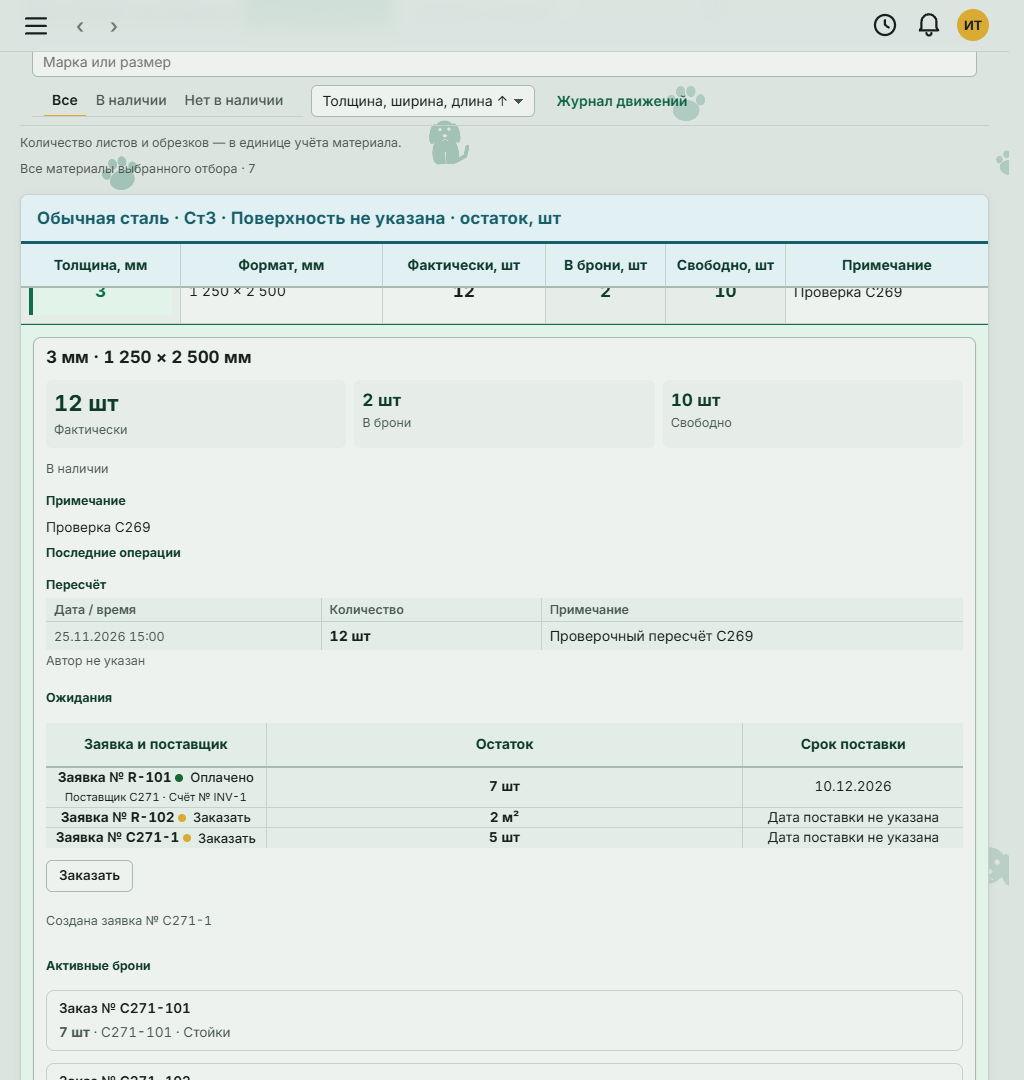 ‹ ›
ИТ
Марка или размер
Все В наличии Нет в наличии Толщина, ширина, длина ↑ Журнал движений
Количество листов и обрезков — в единице учёта материала.
Все материалы выбранного отбора · 7
Обычная сталь · Ст3 · Поверхность не указана · остаток, шт
Толщина, мм Формат, мм Фактически, шт В брони, шт Свободно, шт Примечание
3 1 250 × 2 500 12 2 10 Проверка С269
3 мм · 1 250 × 2 500 мм
12 шт 2 шт 10 шт
Фактически В брони Свободно
В наличии
Примечание
Проверка С269
Последние операции
Пересчёт
Дата / время Количество Примечание
25.11.2026 15:00 12 шт Проверочный пересчёт С269
Автор не указан
Ожидания
Заявка и поставщик Остаток Срок поставки
Заявка № R-101 ● Оплачено 7 шт 10.12.2026
Поставщик С271 · Счёт № INV-1
Заявка № R-102 ● Заказать 2 м² Дата поставки не указана
Заявка № С271-1 ● Заказать 5 шт Дата поставки не указана
Заказать
Создана заявка № С271-1
Активные брони
Заказ № С271-101
7 шт · С271-101 · Стойки
Заказ № С271-102